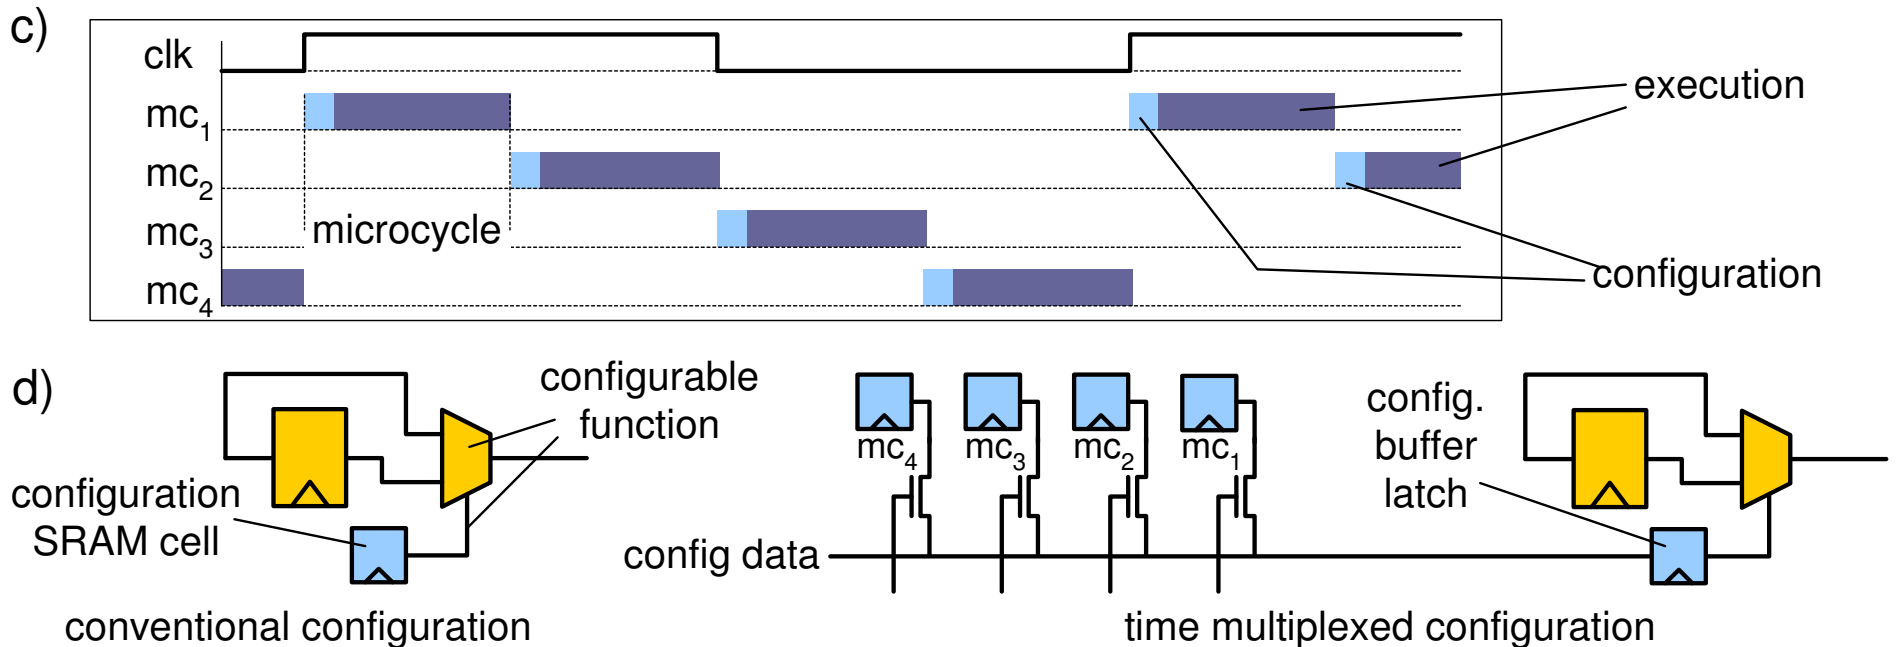 c)
clk
mc1
mc2
mc3
mc4
microcycle
execution
configuration
d)
configurable
function
configuration
SRAM cell
conventional configuration
mc4
mc3
mc2
mc1
config data
config.
buffer
latch
time multiplexed configuration